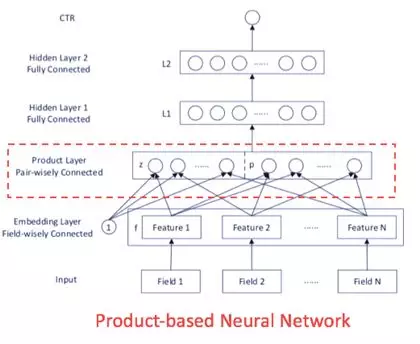 CTR
Hidden Layer 2
Fully Connected
L2
......
Hidden Layer 1
Fully Connected
L1
......
Product Layer
Pair-wisely Connected
z ...... p ......
Embedding Layer
Field-wisely Connected
1 f Feature 1 Feature 2 ...... Feature N
Input
Field 1 Field 2 ...... Field N
Product-based Neural Network